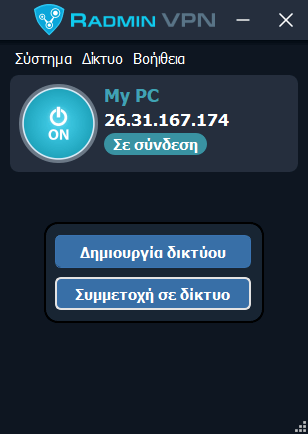 RADMIN VPN
Σύστημα Δίκτυο Βοήθεια
My PC
ON
26.31.167.174
Σε σύνδεση
Δημιουργία δικτύου
Συμμετοχή σε δίκτυο